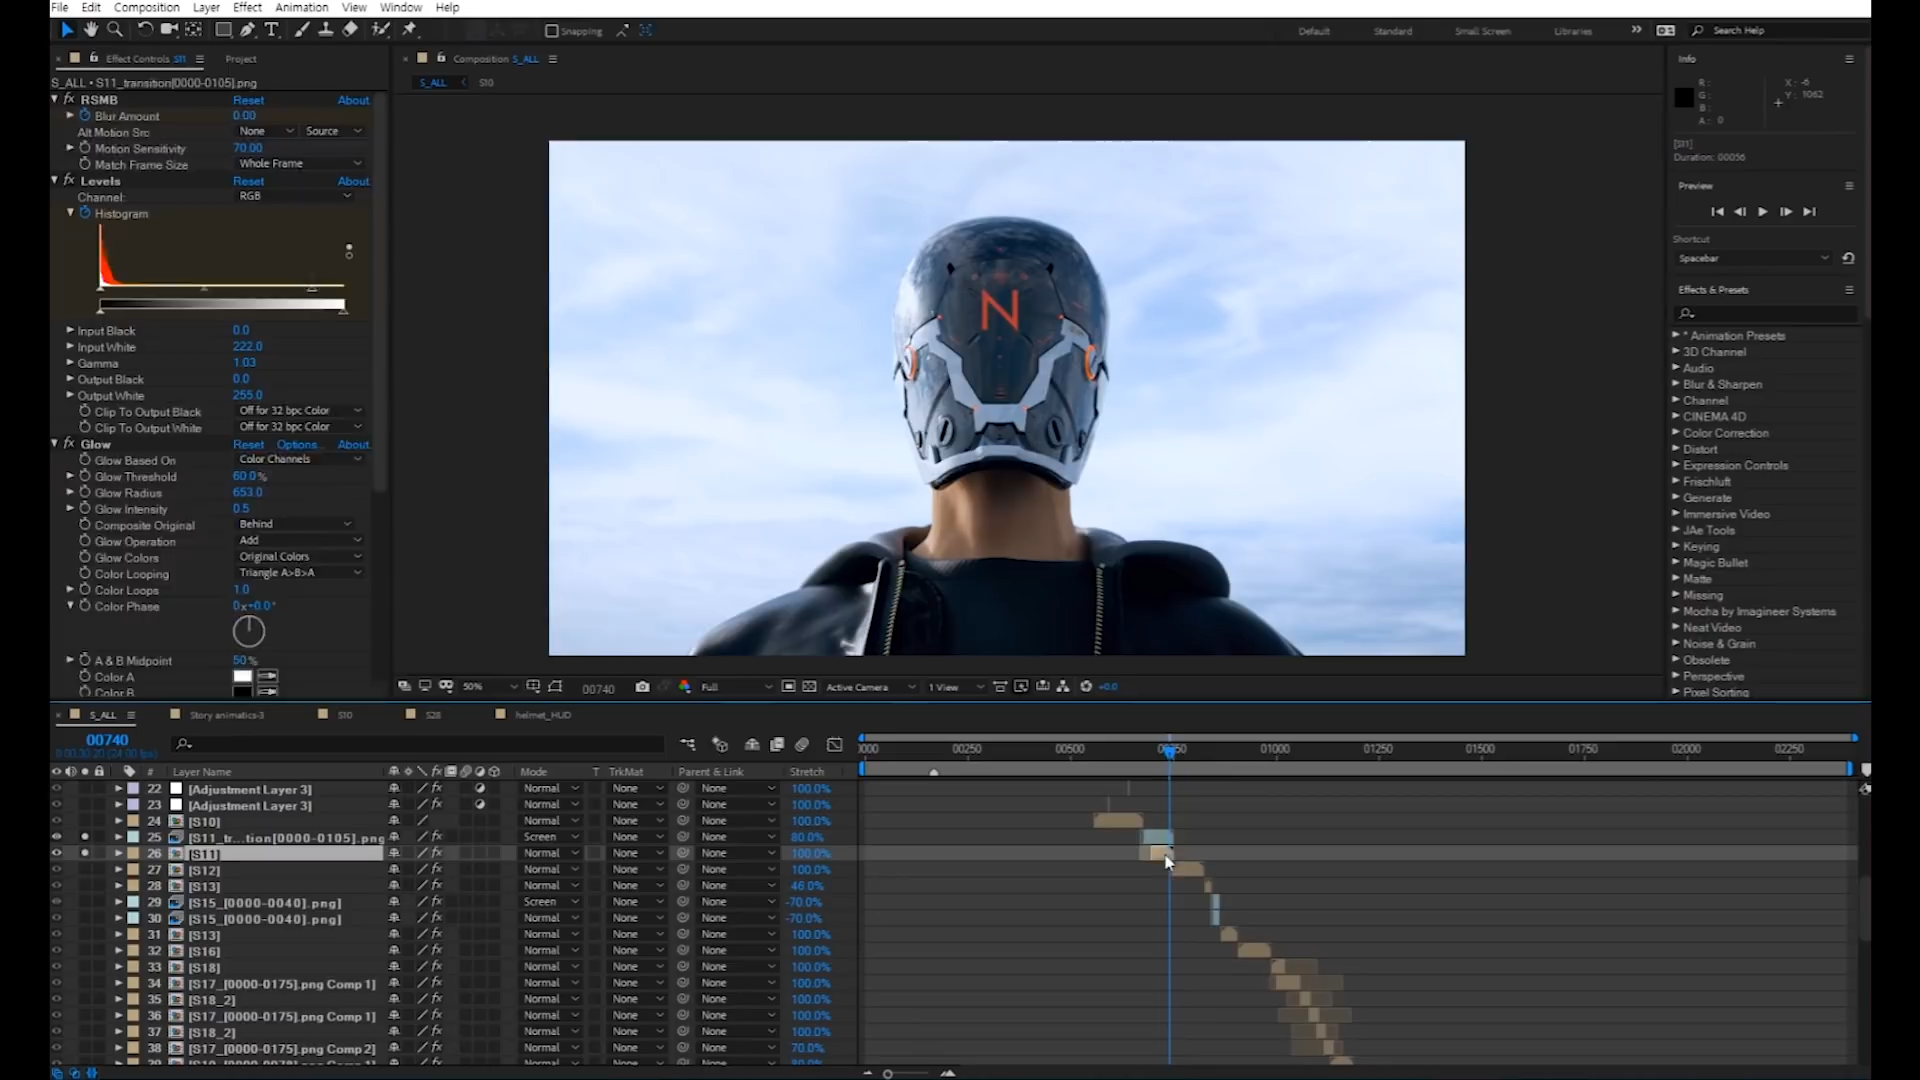 File Edit Composition Layer Effect Animation View Window Help
Snapping Default Standard Small Screen Libraries Search Help
Effect Controls S11 Project
S_ALL • S11_transition[0000-0105].png
fx RSMB Reset About
Blur Amount 0.00
Alt Motion Src None Source
Motion Sensitivity 70.00
Match Frame Size Whole Frame
fx Levels Reset About
Channel: RGB
Histogram
Input Black 0.0
Input White 222.0
Gamma 1.03
Output Black 0.0
Output White 255.0
Clip To Output Black Off for 32 bpc Color
Clip To Output White Off for 32 bpc Color
fx Glow Reset Options... About
Glow Based On Color Channels
Glow Threshold 60.0%
Glow Radius 653.0
Glow Intensity 0.5
Composite Original Behind
Glow Operation Add
Glow Colors Original Colors
Color Looping Triangle A>B>A
Color Loops 1.0
Color Phase 0x+0.0°
A & B Midpoint 50%
Color A
Color B
Composition S_ALL
S_ALL S10
N
50% 00740 Full Active Camera 1 View +0.0
Info
R: X: -6
G: Y: 1062
B:
A: 0
[S11]
Duration: 00056
Preview
Shortcut
Spacebar
Effects & Presets
* Animation Presets
3D Channel
Audio
Blur & Sharpen
Channel
CINEMA 4D
Color Correction
Distort
Expression Controls
Frischluft
Generate
Immersive Video
JAe Tools
Keying
Magic Bullet
Matte
Missing
Mocha by Imagineer Systems
Neat Video
Noise & Grain
Obsolete
Perspective
Pixel Sorting
S_ALL Story animatics-3 S10 S28 helmet_HUD
00740
0:00:30:20 (24.00 fps)
0000 00250 00500 00750 01000 01250 01500 01750 02000 02250
# Layer Name fx Mode T TrkMat Parent & Link Stretch
22 [Adjustment Layer 3] fx Normal None None 100.0%
23 [Adjustment Layer 3] fx Normal None None 100.0%
24 [S10] Normal None None 100.0%
25 [S11_tr...tion[0000-0105].png fx Screen None None 80.0%
26 [S11] fx Normal None None 100.0%
27 [S12] fx Normal None None 100.0%
28 [S13] fx Normal None None 46.0%
29 [S15_[0000-0040].png] fx Screen None None -70.0%
30 [S15_[0000-0040].png] fx Normal None None -70.0%
31 [S13] fx Normal None None 100.0%
32 [S16] fx Normal None None 100.0%
33 [S18] fx Normal None None 100.0%
34 [S17_[0000-0175].png Comp 1] fx Normal None None 100.0%
35 [S18_2] fx Normal None None 100.0%
36 [S17_[0000-0175].png Comp 1] fx Normal None None 100.0%
37 [S18_2] fx Normal None None 100.0%
38 [S17_[0000-0175].png Comp 2] fx Normal None None 70.0%